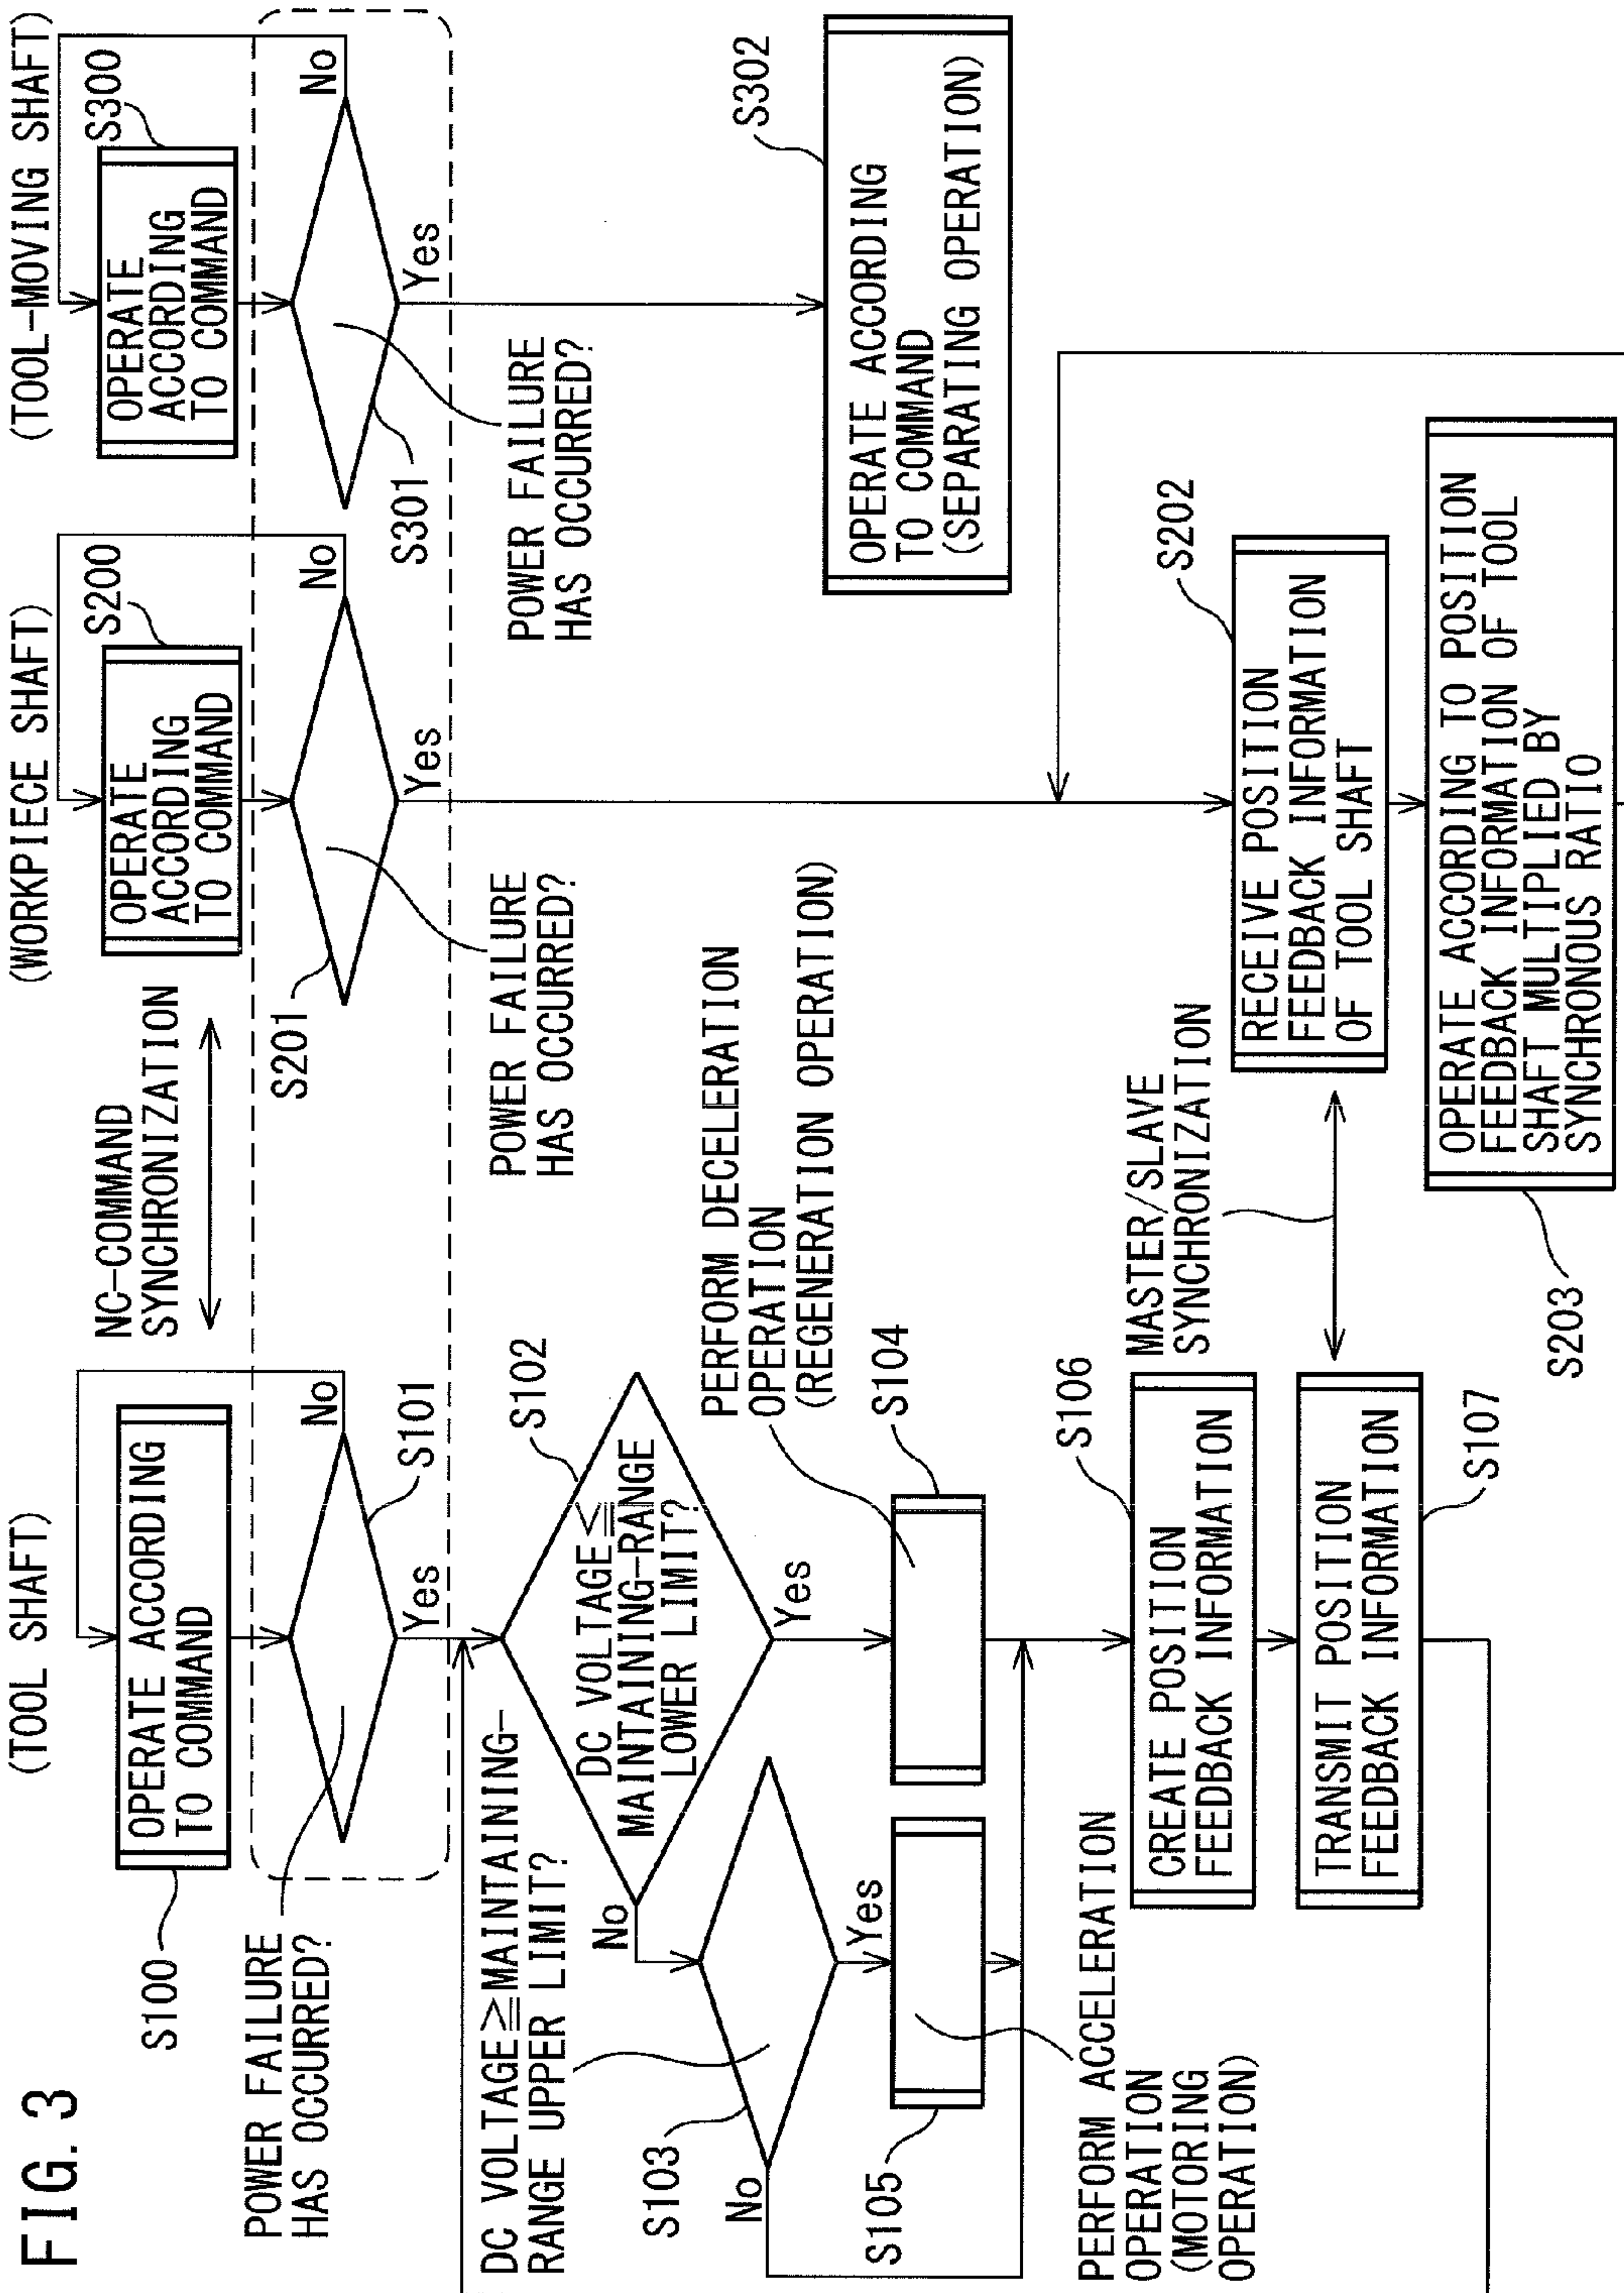 FIG. 3
(TOOL SHAFT)
S100
OPERATE ACCORDING
TO COMMAND
POWER FAILURE
HAS OCCURRED?
No
S101
Yes
NC-COMMAND
SYNCHRONIZATION
(WORKPIECE SHAFT)
S200
OPERATE
ACCORDING
TO COMMAND
No
S201
Yes
POWER FAILURE
HAS OCCURRED?
(TOOL-MOVING SHAFT)
S300
OPERATE
ACCORDING
TO COMMAND
No
S301
Yes
POWER FAILURE
HAS OCCURRED?
DC VOLTAGE≧MAINTAINING-
RANGE UPPER LIMIT?
S102
DC VOLTAGE≦
MAINTAINING-RANGE
LOWER LIMIT?
No
Yes
S103
No
Yes
PERFORM DECELERATION
OPERATION
(REGENERATION OPERATION)
S104
S105
PERFORM ACCELERATION
OPERATION
(MOTORING
OPERATION)
S106
CREATE POSITION
FEEDBACK INFORMATION
TRANSMIT POSITION
FEEDBACK INFORMATION
S107
MASTER/SLAVE
SYNCHRONIZATION
S202
RECEIVE POSITION
FEEDBACK INFORMATION
OF TOOL SHAFT
S203
OPERATE ACCORDING TO POSITION
FEEDBACK INFORMATION OF TOOL
SHAFT MULTIPLIED BY
SYNCHRONOUS RATIO
S302
OPERATE ACCORDING
TO COMMAND
(SEPARATING OPERATION)